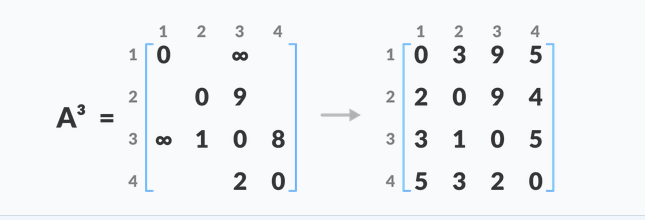 1 2 3 4 1 2 3 4
1 0 ∞ 1 0 3 9 5
2 0 9 2 2 0 9 4
A³ =
3 ∞ 1 0 8 3 3 1 0 5
4 2 0 4 5 3 2 0